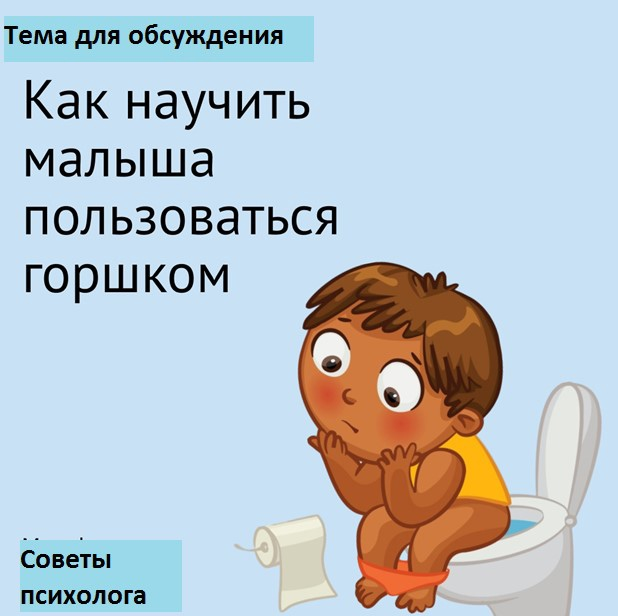 Тема для обсуждения
Как научить
малыша
пользоваться
горшком
Советы
психолога